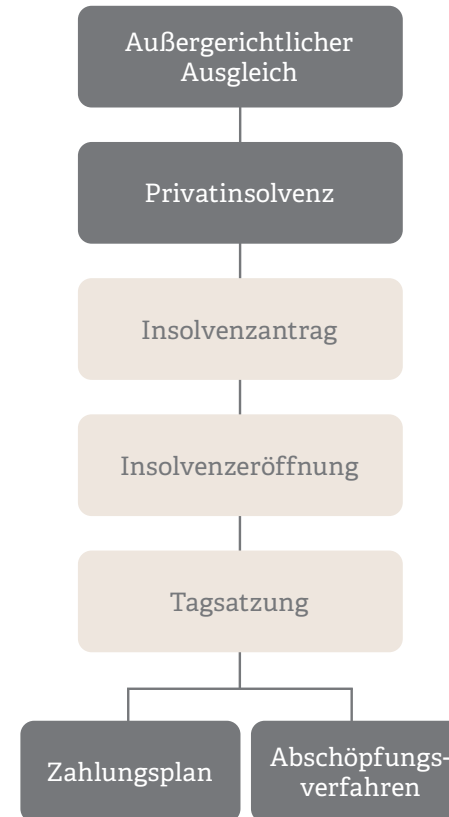 Außergerichtlicher
Ausgleich
Privatinsolvenz
Insolvenzantrag
Insolvenzeröffnung
Tagsatzung
Zahlungsplan
Abschöpfungs-
verfahren